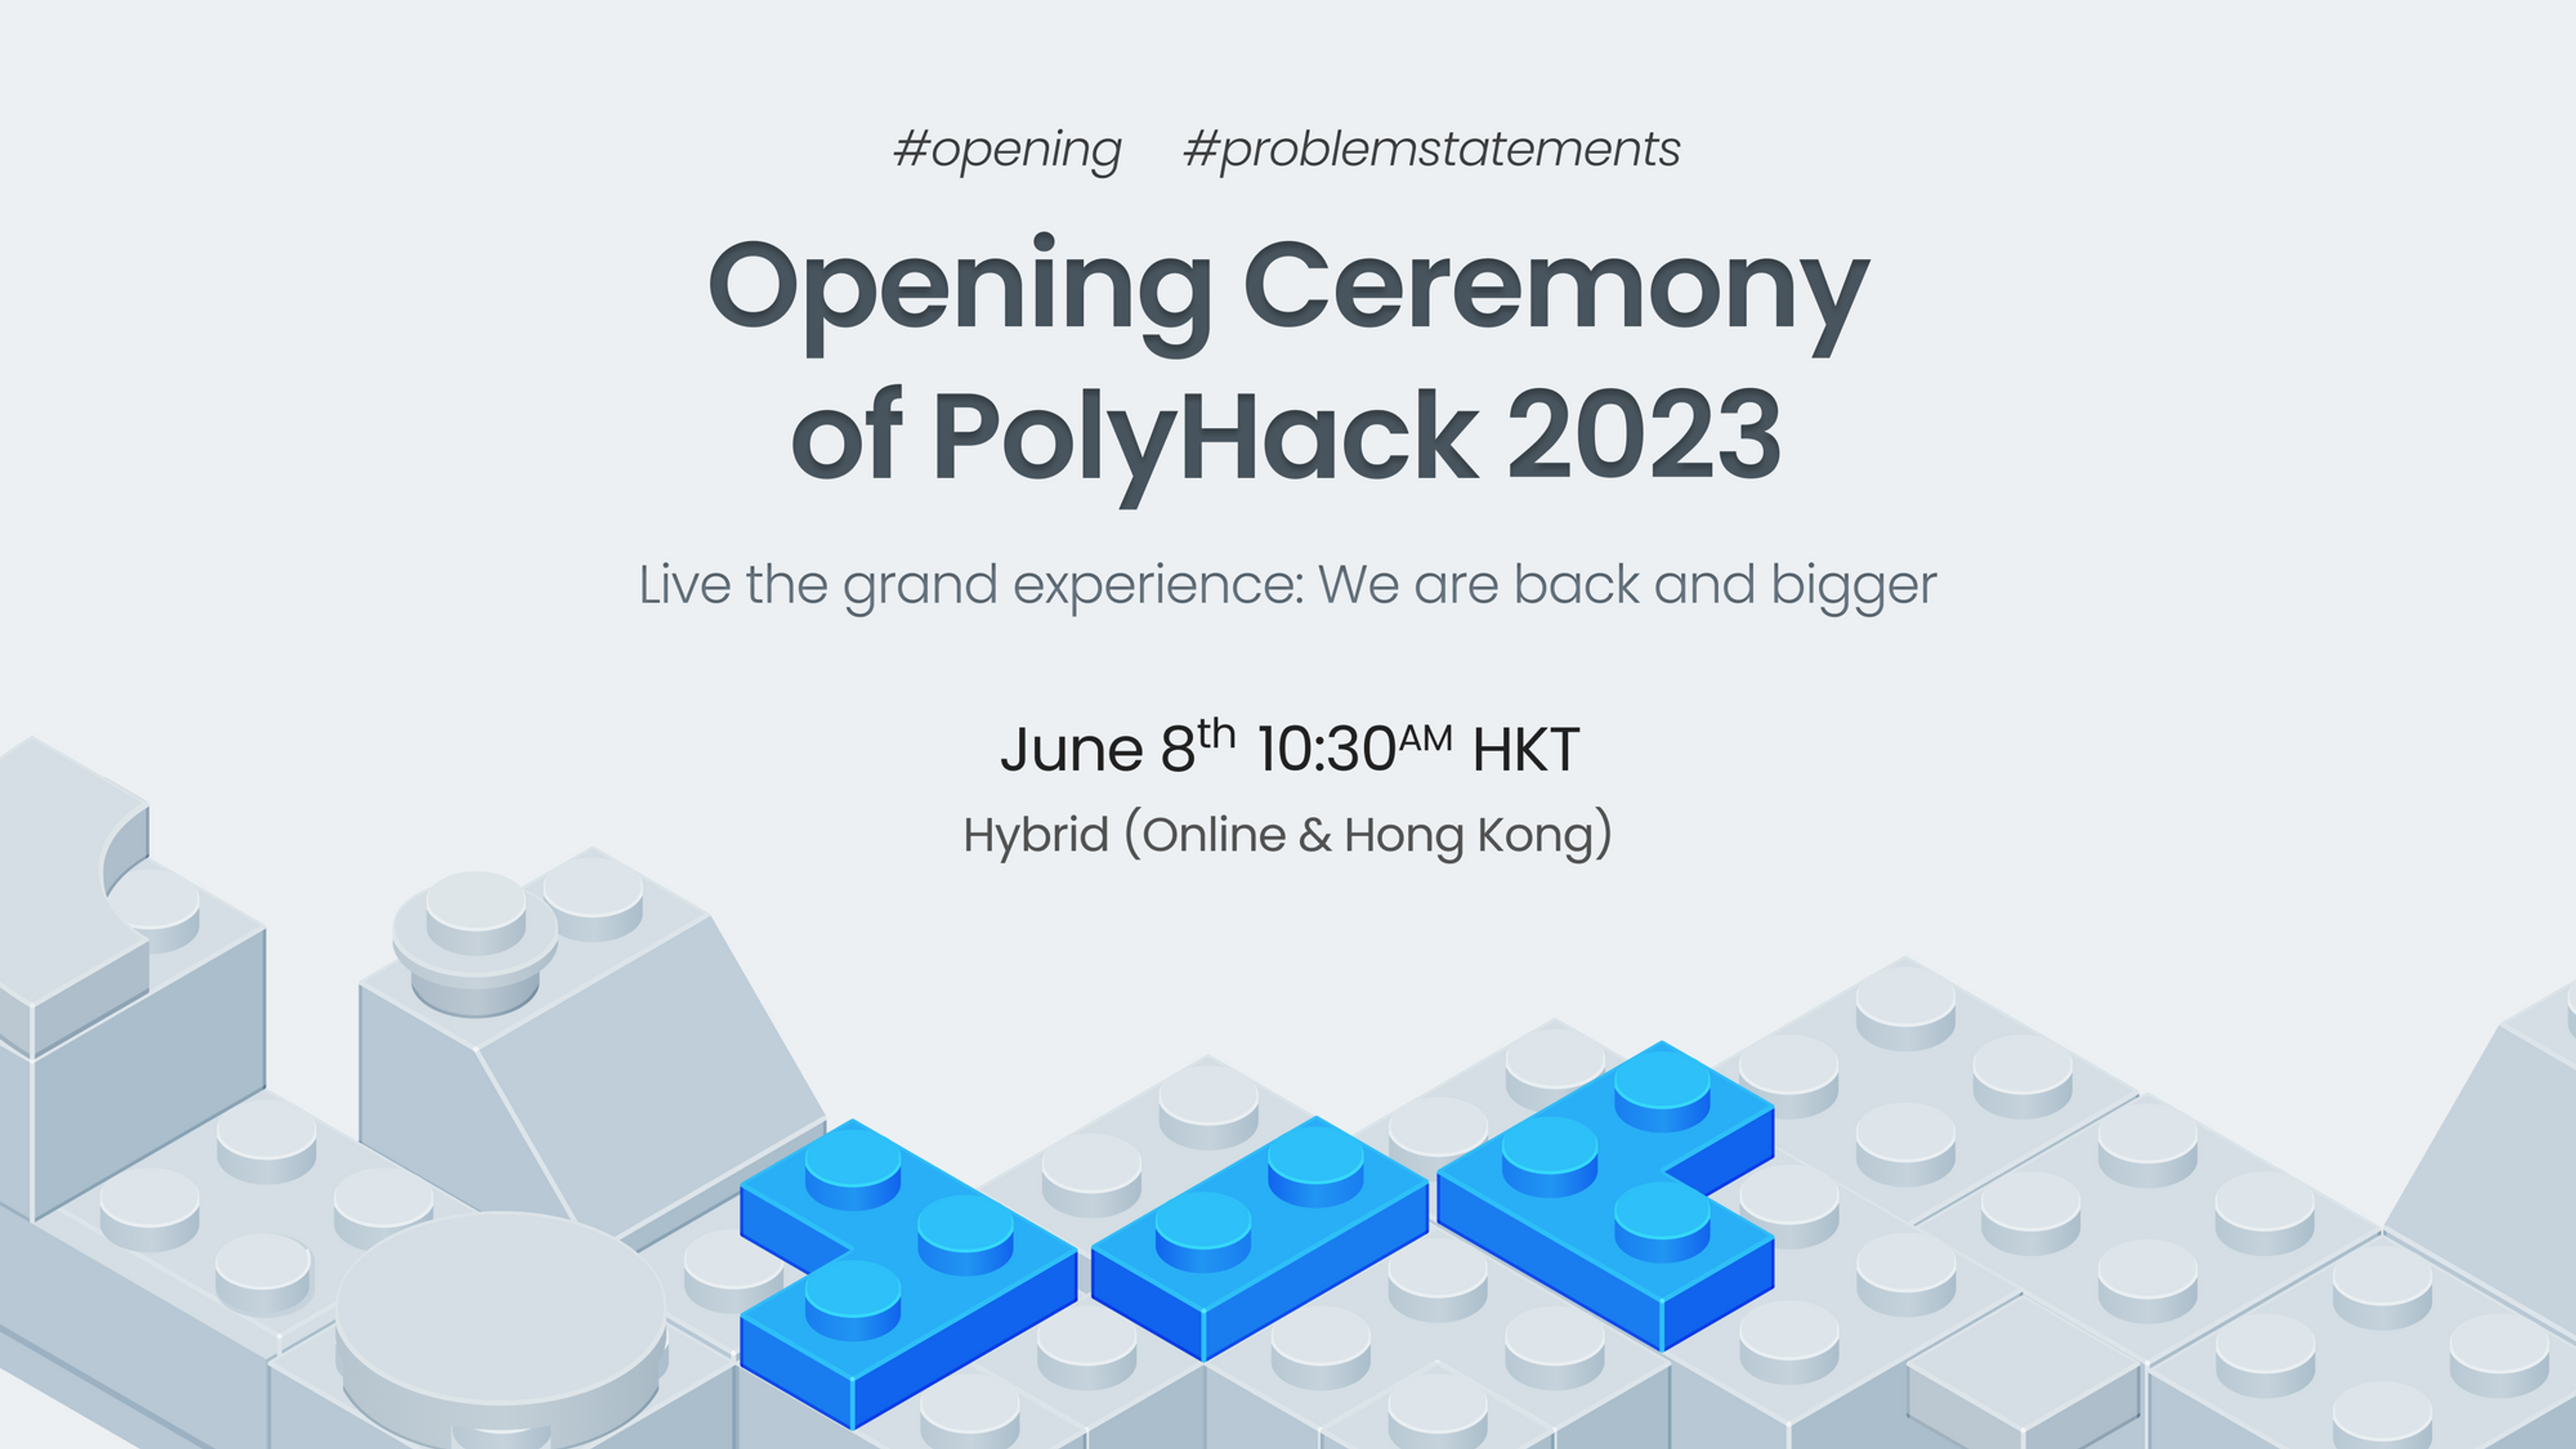 #opening #problemstatements
Opening Ceremony
of PolyHack 2023
Live the grand experience: We are back and bigger
June 8th 10:30AM HKT
Hybrid (Online & Hong Kong)